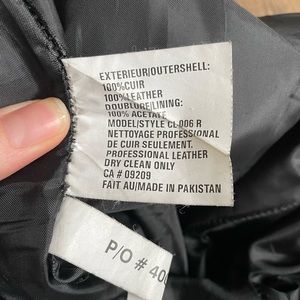 EXTERIEUR/OUTERSHELL:
100%CUIR
100%LEATHER
DOUBLURE/LINING:
100% ACETATE
MODEL/STYLE CL-006 R
NETTOYAGE PROFESSIONAL
DE CUIR SEULEMENT.
PROFESSIONAL LEATHER
DRY CLEAN ONLY
CA # 09209
FAIT AU/MADE IN PAKISTAN
P/O #